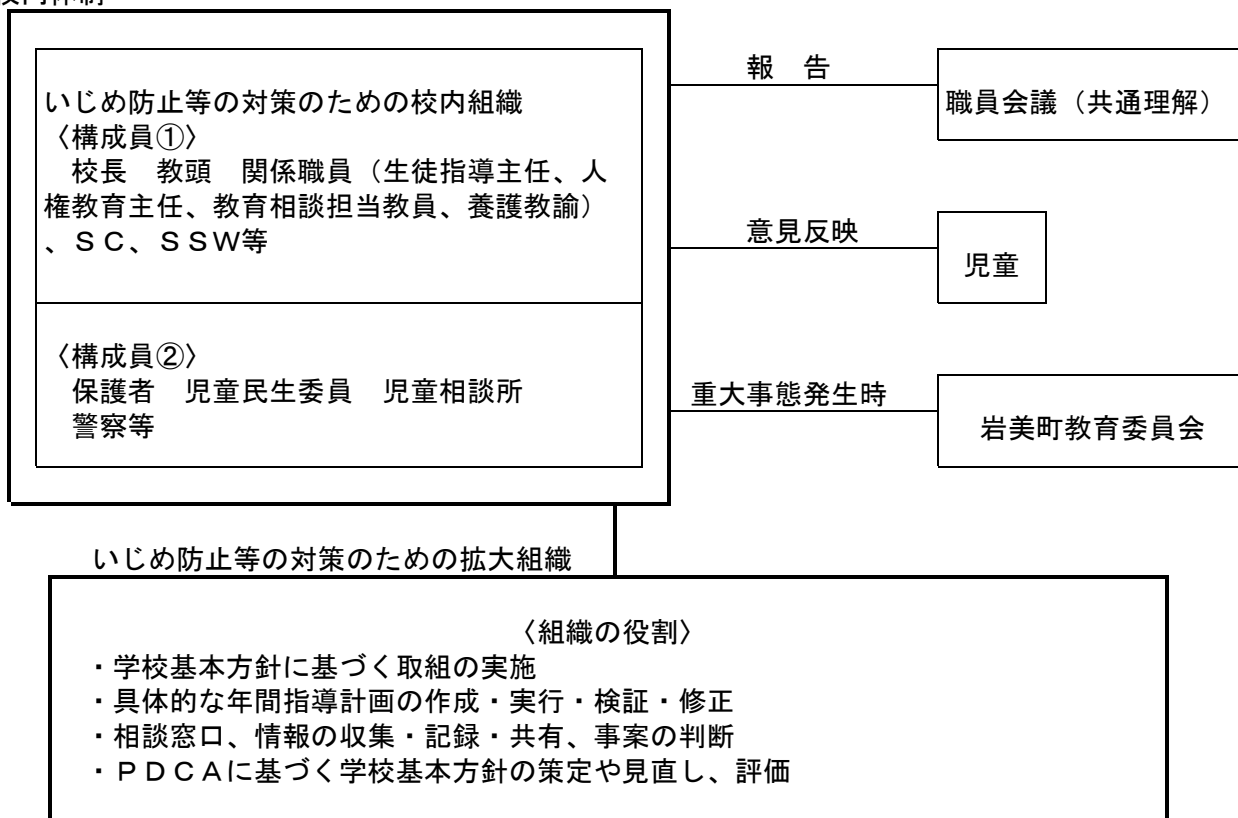 いじめ防止等の対策のための校内組織
〈構成員①〉
校長　教頭　関係職員（生徒指導主任、人
権教育主任、教育相談担当教員、養護教諭）
、ＳＣ、ＳＳＷ等
〈構成員②〉
保護者　児童民生委員　児童相談所
警察等
報　告
職員会議（共通理解）
意見反映
児童
重大事態発生時
岩美町教育委員会
いじめ防止等の対策のための拡大組織
〈組織の役割〉
・学校基本方針に基づく取組の実施
・具体的な年間指導計画の作成・実行・検証・修正
・相談窓口、情報の収集・記録・共有、事案の判断
・ＰＤＣＡに基づく学校基本方針の策定や見直し、評価